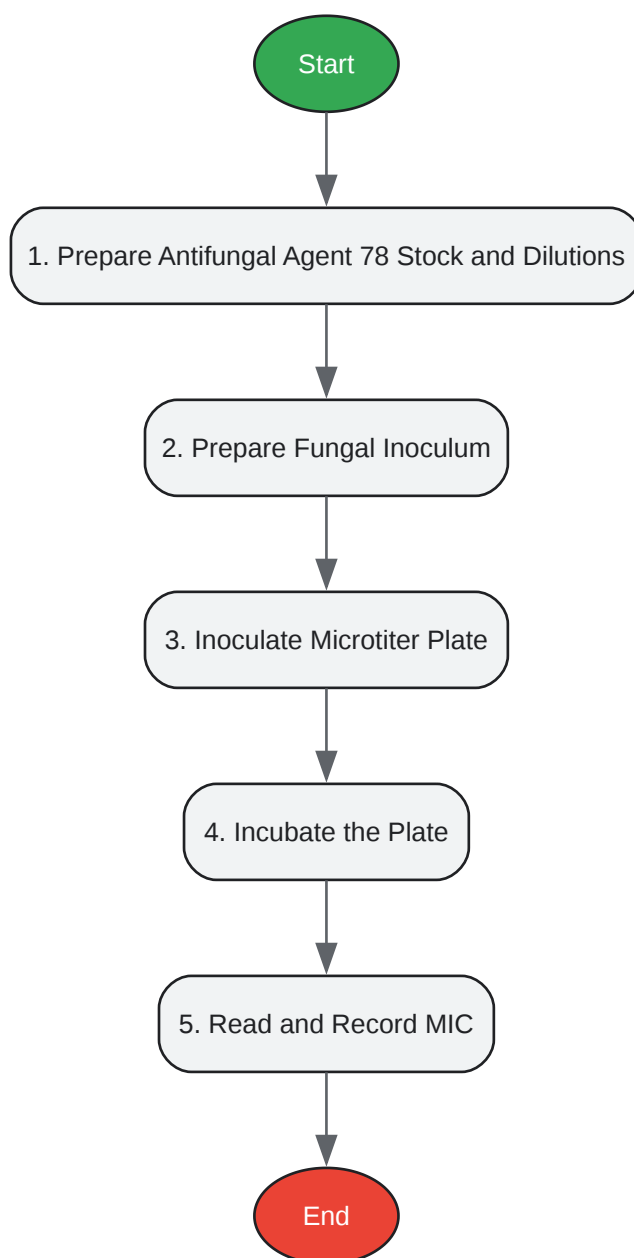 Start
1. Prepare Antifungal Agent 78 Stock and Dilutions
2. Prepare Fungal Inoculum
3. Inoculate Microtiter Plate
4. Incubate the Plate
5. Read and Record MIC
End